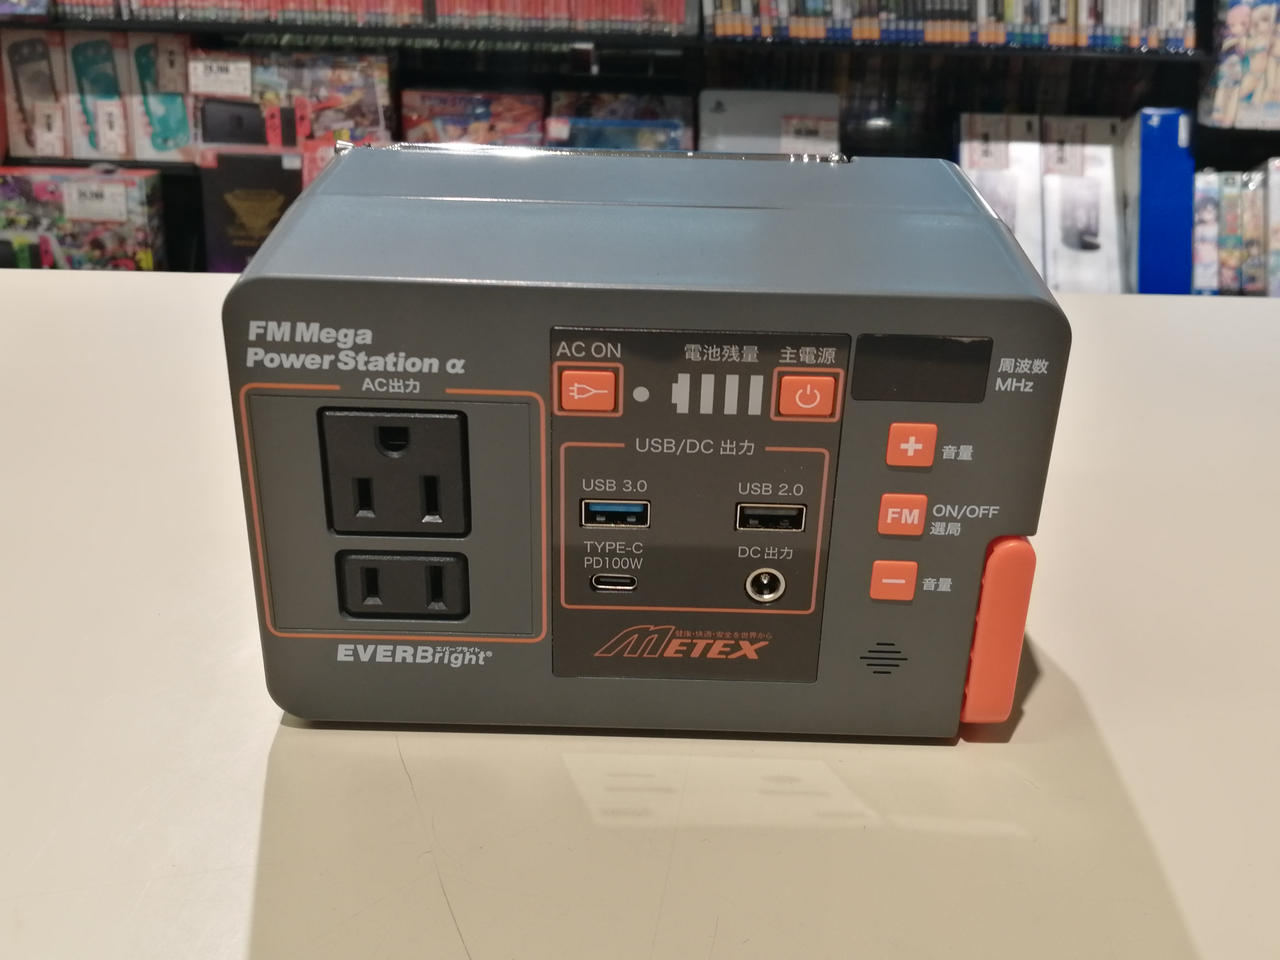 FM Mega
Power Station α
AC出力
EVERBright®
エバーブライト
AC ON
電池残量
主電源
USB/DC 出力
USB 3.0
USB 2.0
TYPE-C
PD100W
DC出力
健康・快適・安全を世界から
METEX
周波数
MHz
音量
FM
ON/OFF
選局
音量